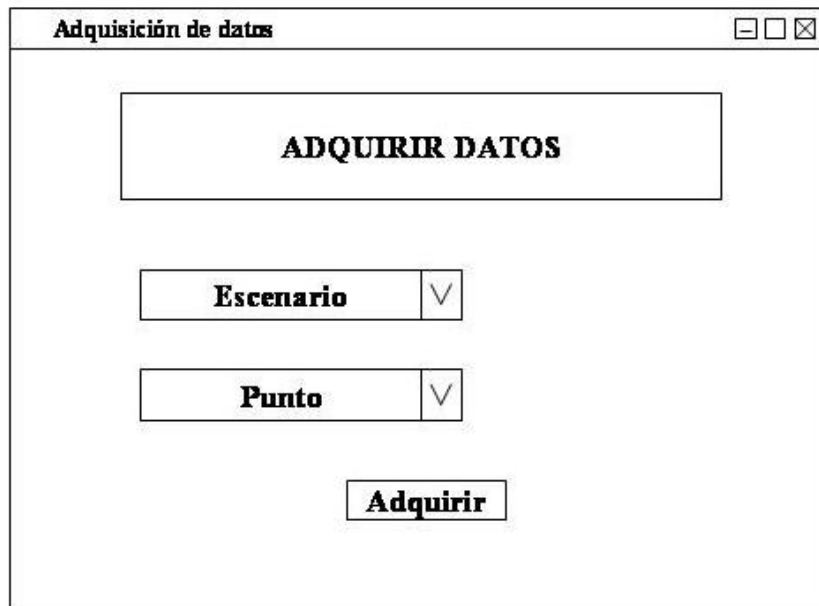 Adquisición de datos
ADQUIRIR DATOS
Escenario
Punto
Adquirir